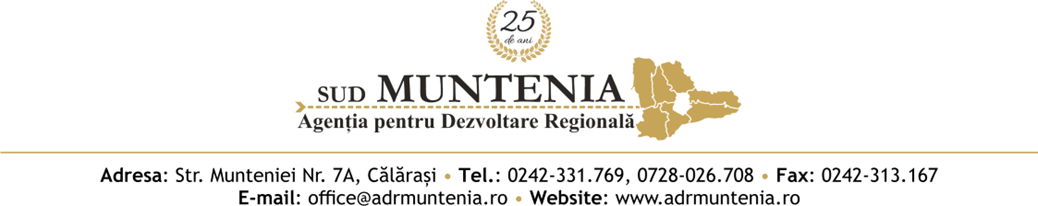 25
de ani
SUD MUNTENIA
Agenția pentru Dezvoltare Regională
Adresa: Str. Munteniei Nr. 7A, Călărași • Tel.: 0242-331.769, 0728-026.708 • Fax: 0242-313.167
E-mail: office@adrmuntenia.ro • Website: www.adrmuntenia.ro